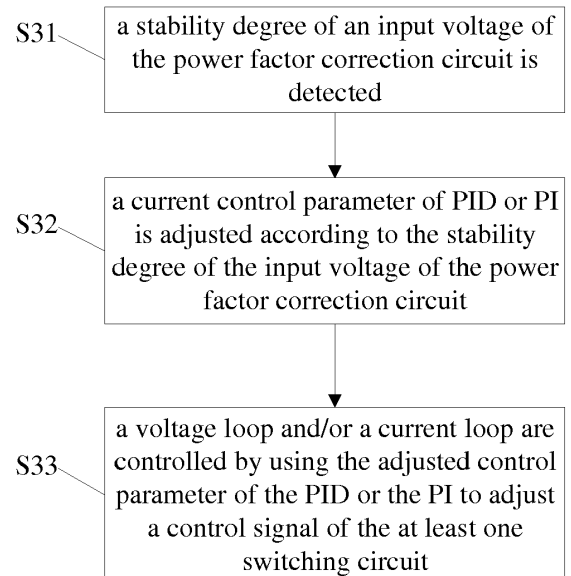 S31
a stability degree of an input voltage of
the power factor correction circuit is
detected
S32
a current control parameter of PID or PI
is adjusted according to the stability
degree of the input voltage of the power
factor correction circuit
S33
a voltage loop and/or a current loop are
controlled by using the adjusted control
parameter of the PID or the PI to adjust
a control signal of the at least one
switching circuit